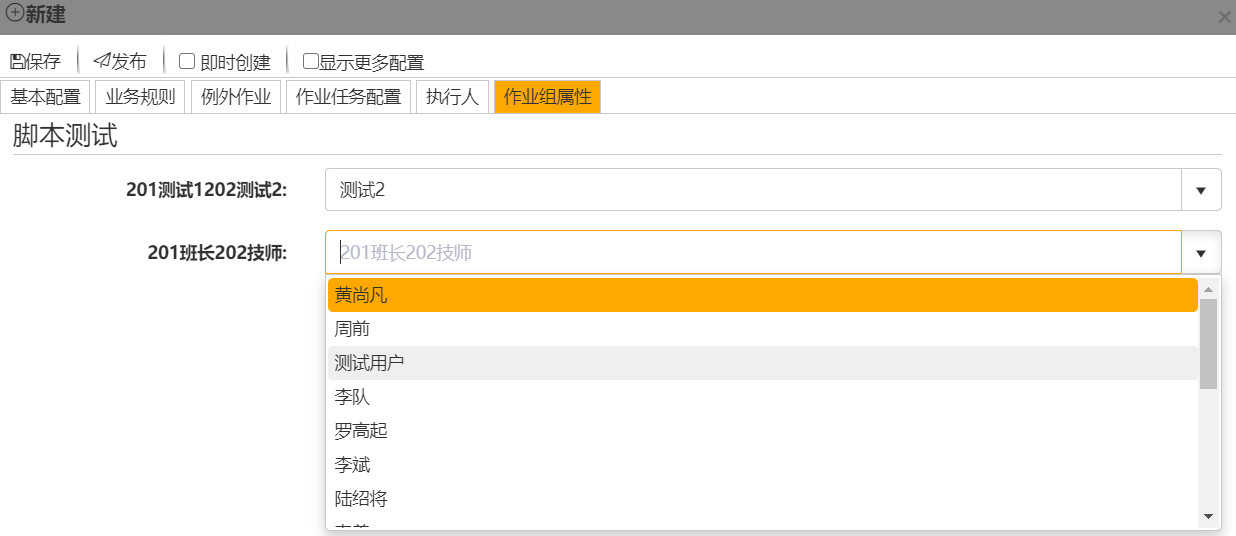 新建
保存 发布 即时创建 显示更多配置
基本配置 业务规则 例外作业 作业任务配置 执行人 作业组属性
脚本测试
201测试1202测试2: 测试2
201班长202技师: 201班长202技师
黄尚凡
周前
测试用户
李队
罗高起
李斌
陆绍将